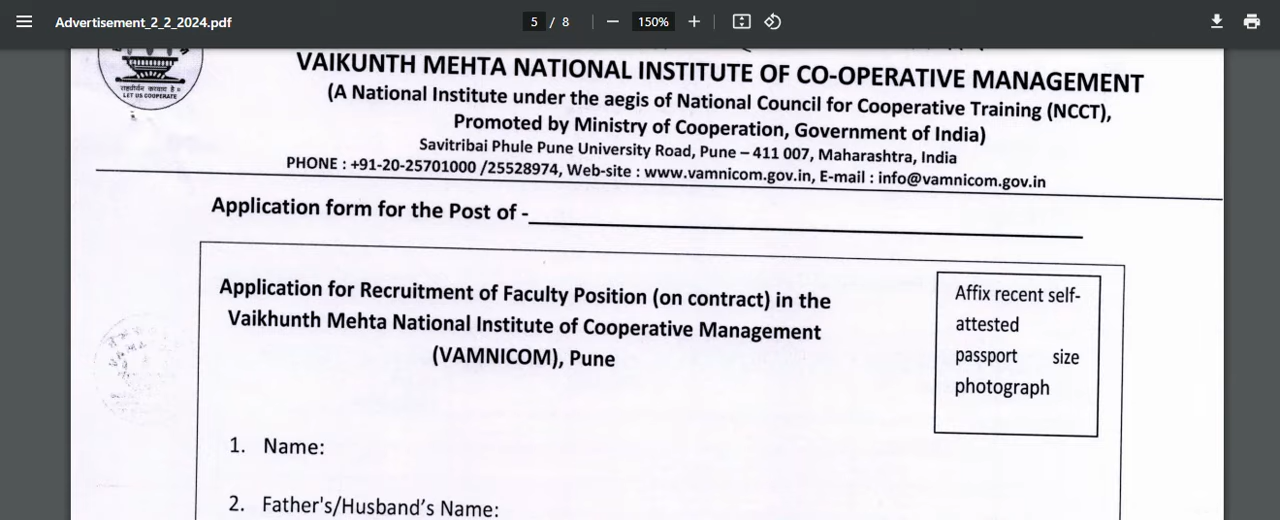 Advertisement_2_2_2024.pdf
5 / 8
150%
LET US COOPERATE
VAIKUNTH MEHTA NATIONAL INSTITUTE OF CO-OPERATIVE MANAGEMENT
(A National Institute under the aegis of National Council for Cooperative Training (NCCT),
Promoted by Ministry of Cooperation, Government of India)
Savitribai Phule Pune University Road, Pune – 411 007, Maharashtra, India
PHONE : +91-20-25701000 /25528974, Web-site : www.vamnicom.gov.in, E-mail : info@vamnicom.gov.in
Application form for the Post of -
Application for Recruitment of Faculty Position (on contract) in the
Vaikhunth Mehta National Institute of Cooperative Management
(VAMNICOM), Pune
Affix recent self-
attested
passport size
photograph
1. Name:
2. Father's/Husband's Name: